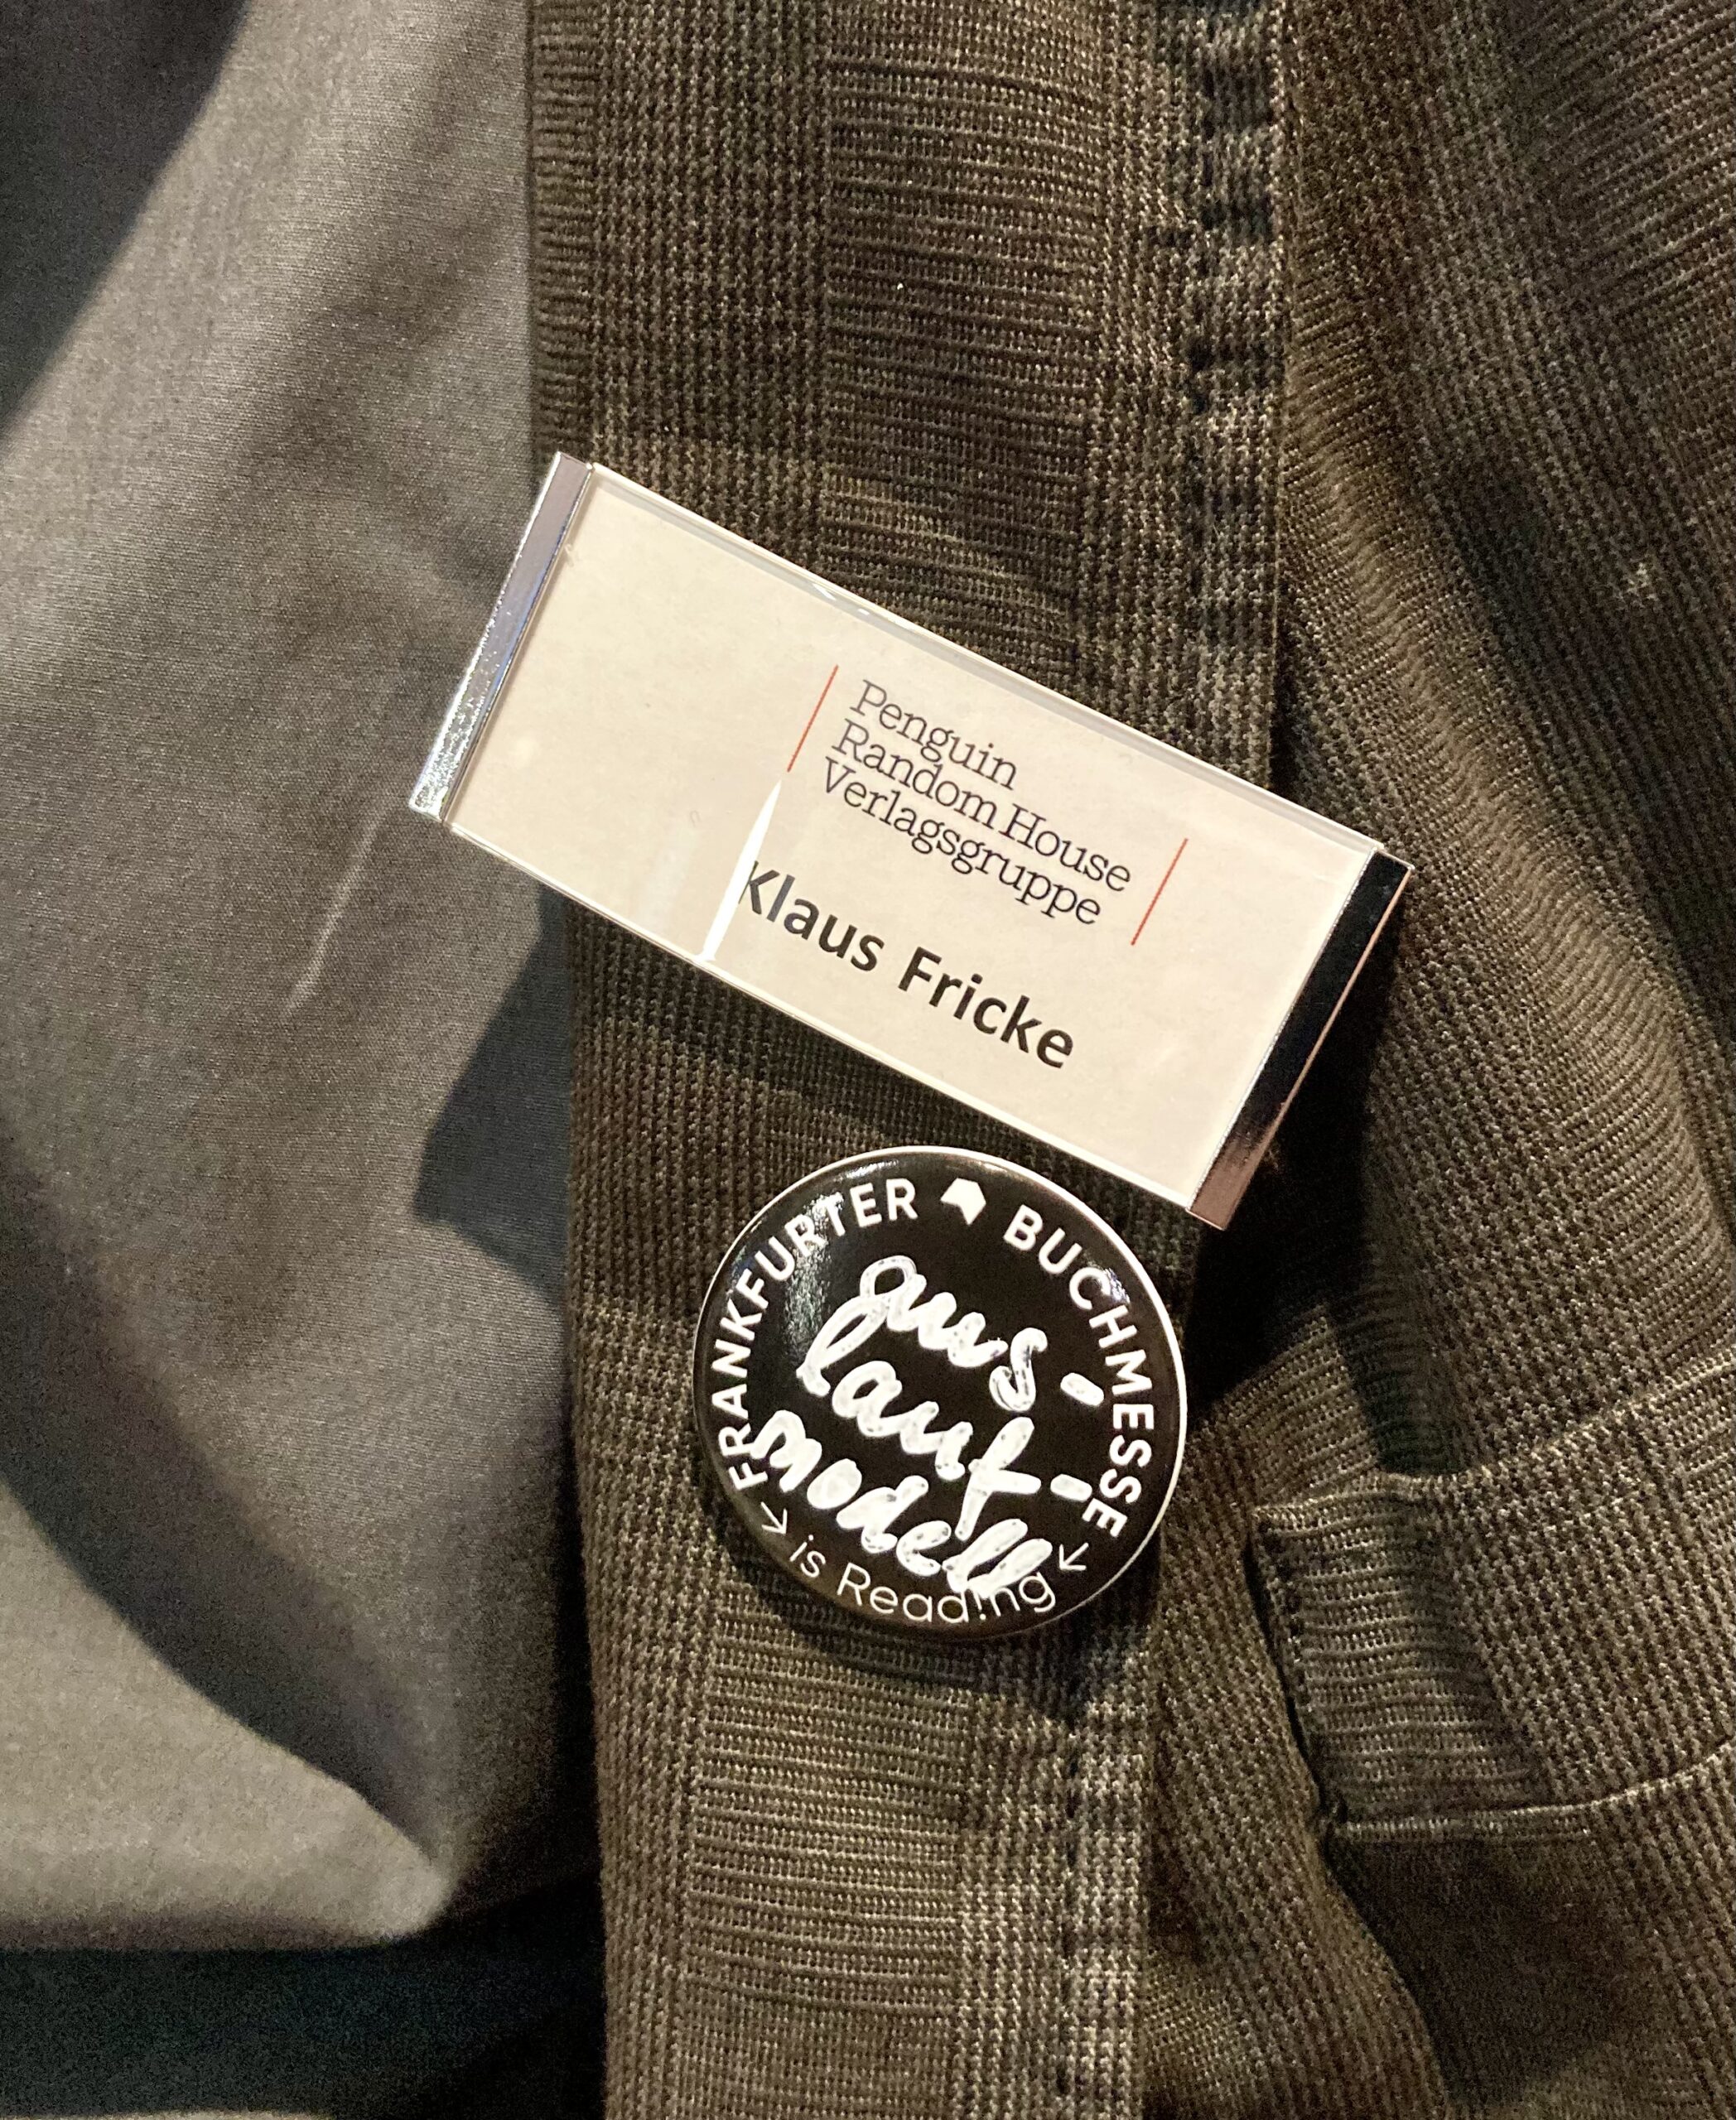 Penguin
Random House
Verlagsgruppe
Klaus Fricke
FRANKFURTER BUCHMESSE
aus-
lauf-
modell
is Read!ng